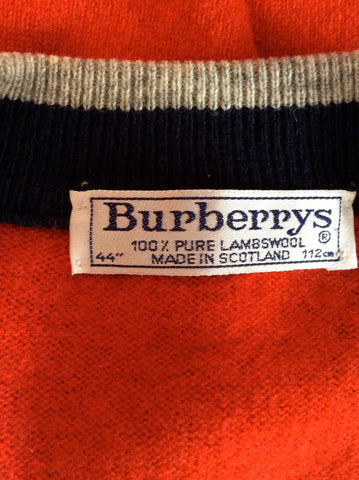 Burberrys ®
100% PURE LAMBSWOOL
44" MADE IN SCOTLAND 112cm